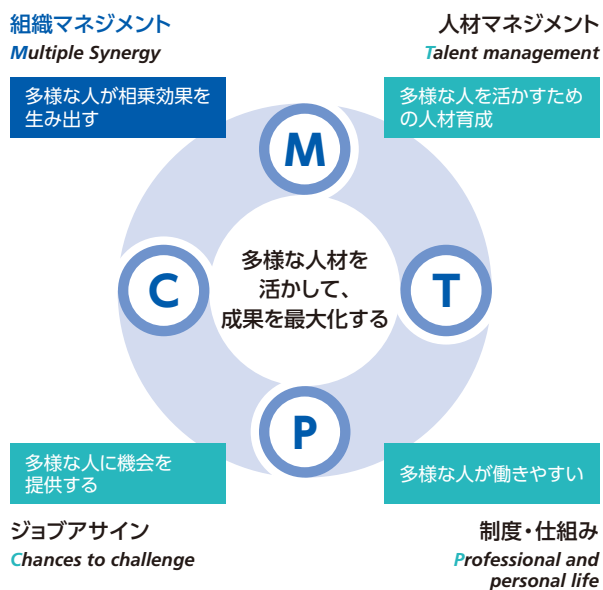 組織マネジメント
Multiple Synergy
多様な人が相乗効果を
生み出す
人材マネジメント
Talent management
多様な人を活かすため
の人材育成
M
C
多様な人材を
活かして、
成果を最大化する
T
P
多様な人に機会を
提供する
ジョブアサイン
Chances to challenge
多様な人が働きやすい
制度・仕組み
Professional and
personal life